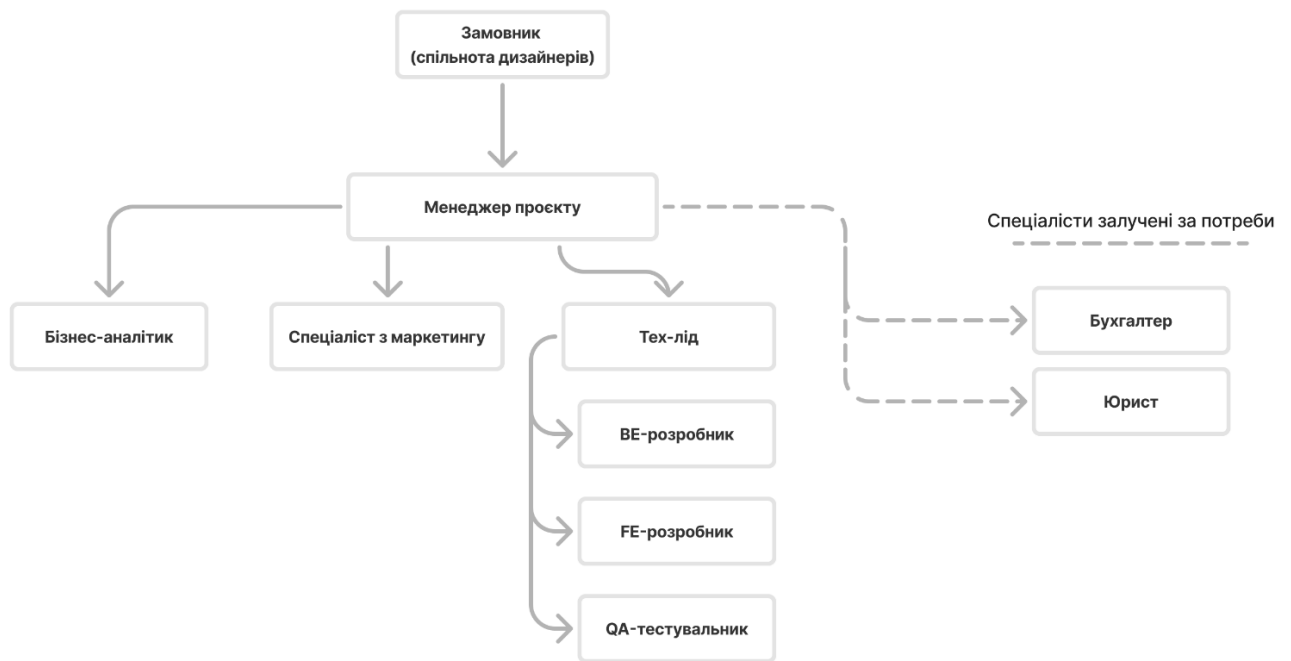 Замовник
(спільнота дизайнерів)
Менеджер проєкту
Спеціалісти залучені за потреби
Бізнес-аналітик
Спеціаліст з маркетингу
Тех-лід
Бухгалтер
Юрист
BE-розробник
FE-розробник
QA-тестувальник